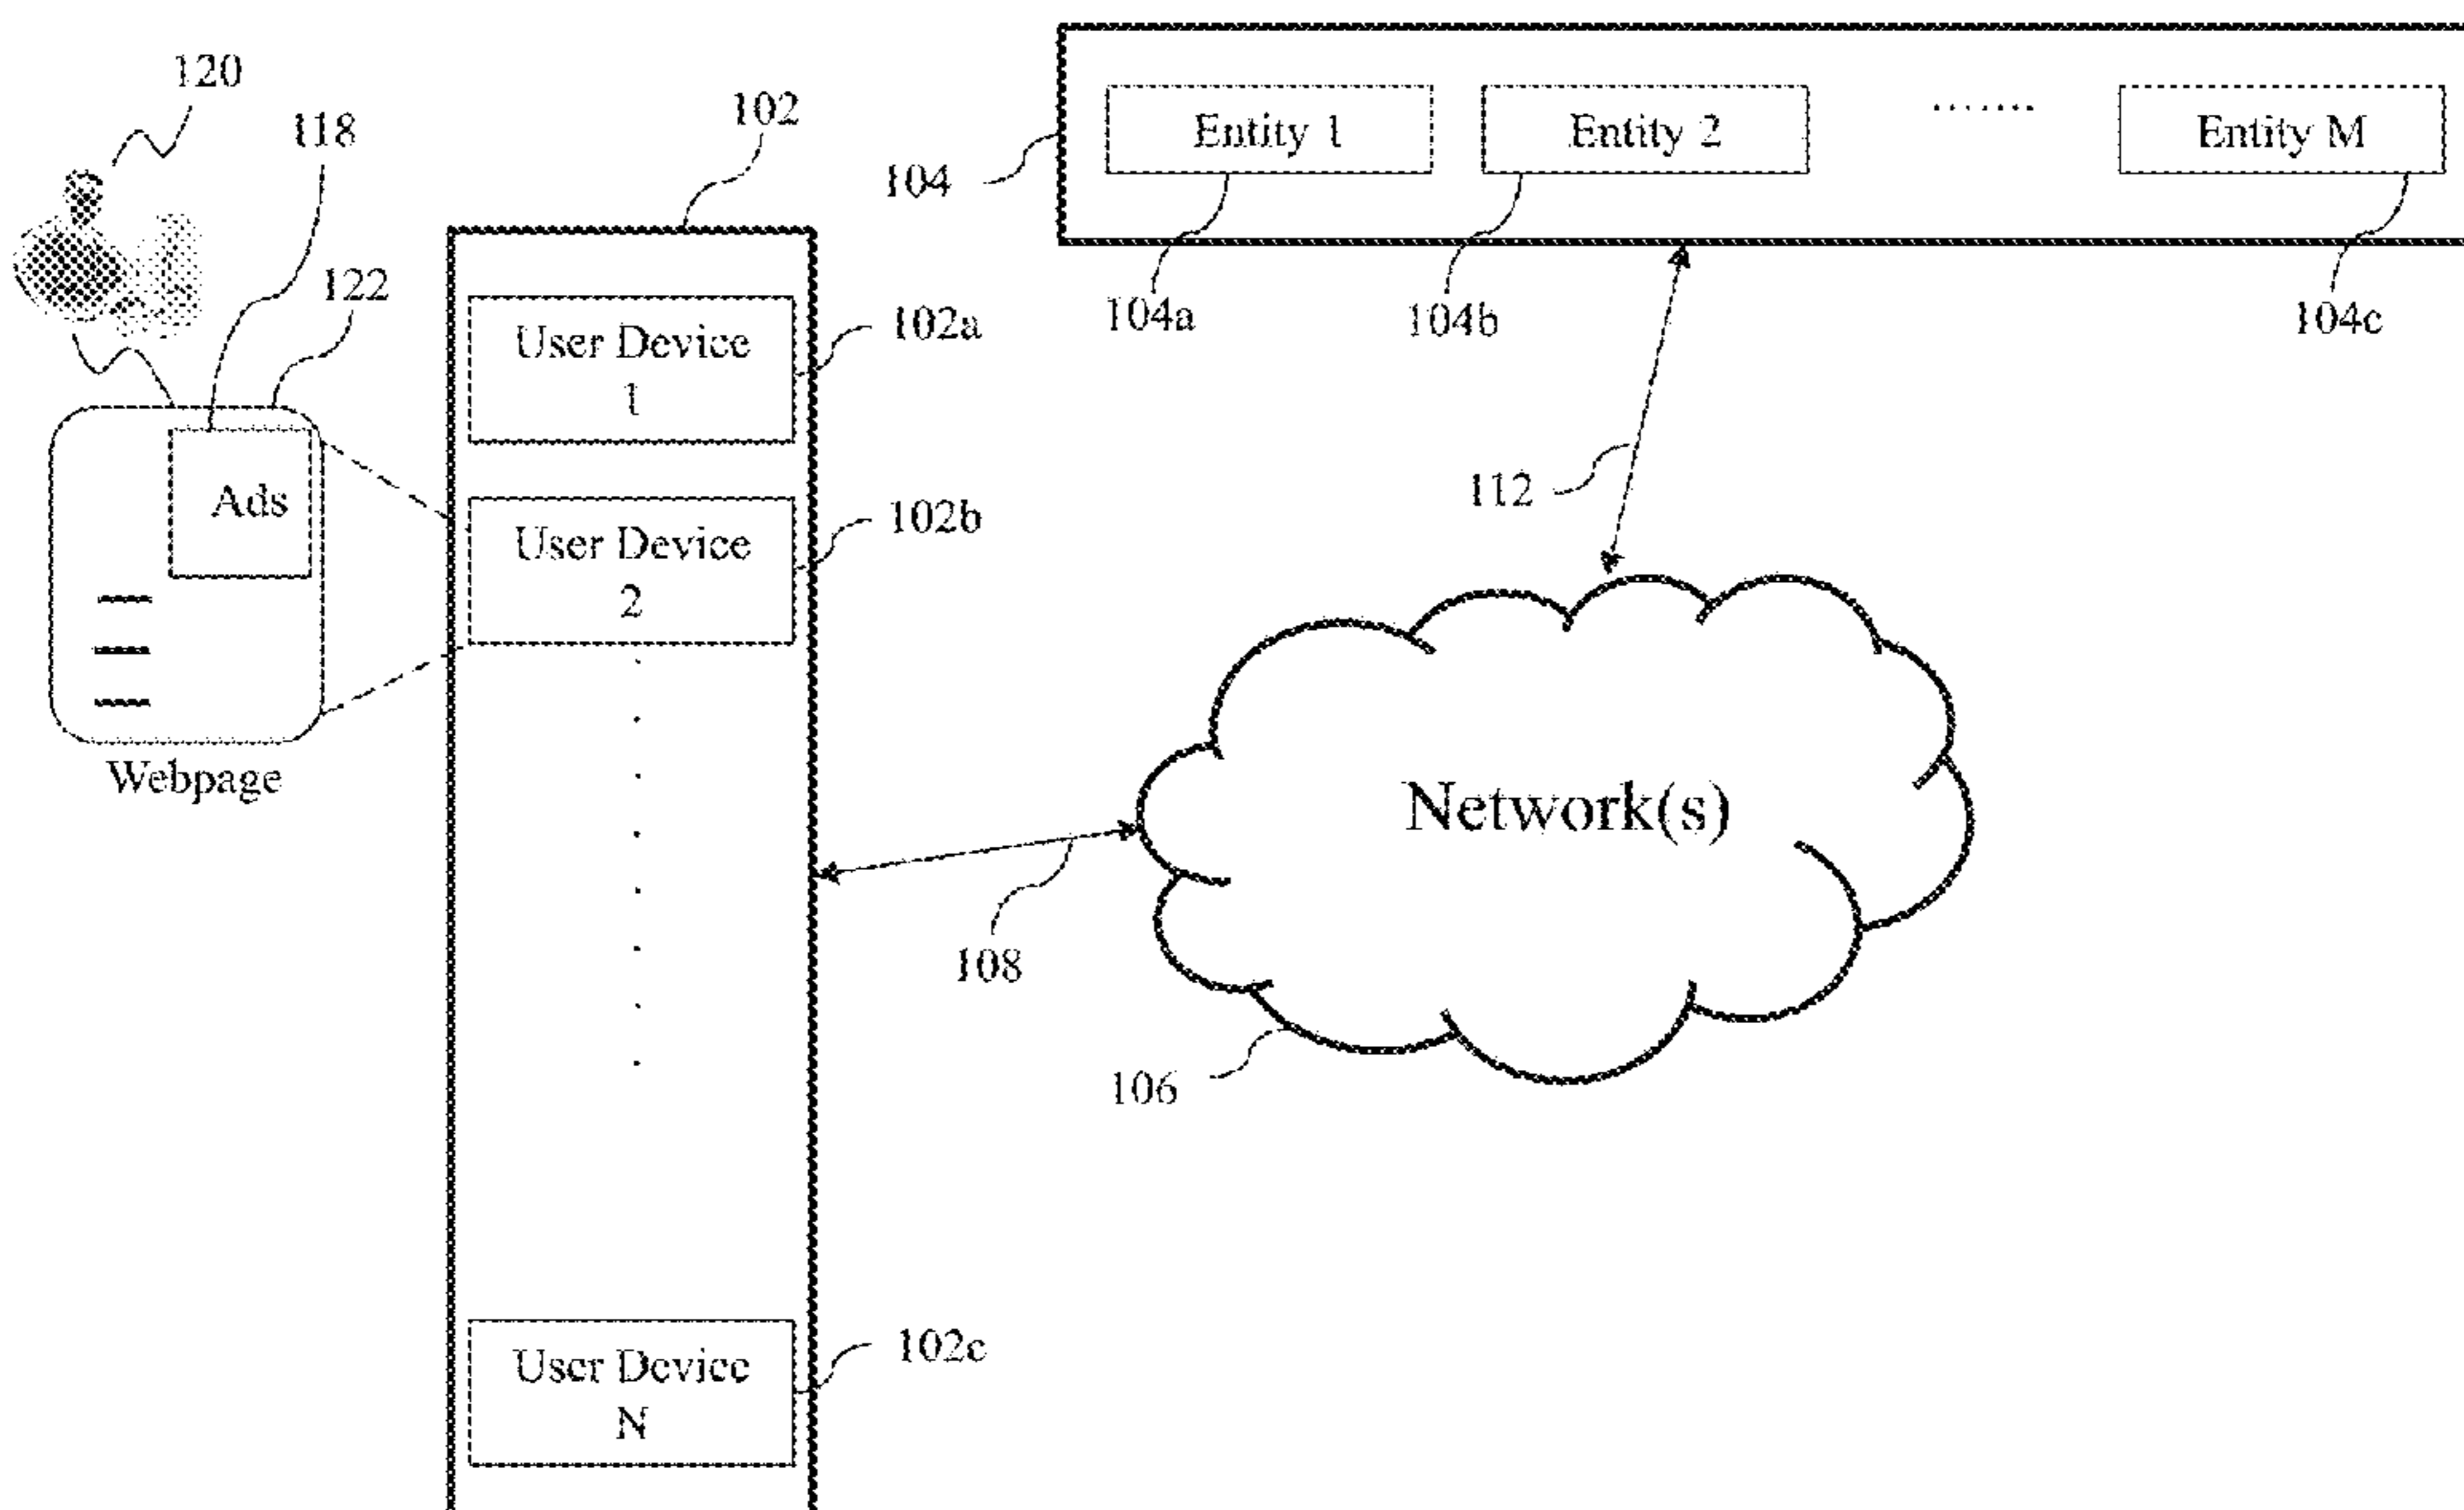 120
118
102
122
104
Entity 1
Entity 2
.......
Entity M
104a
104b
104c
User Device
1
102a
112
Ads
User Device
2
102b
Webpage
Network(s)
108
106
User Device
N
102c